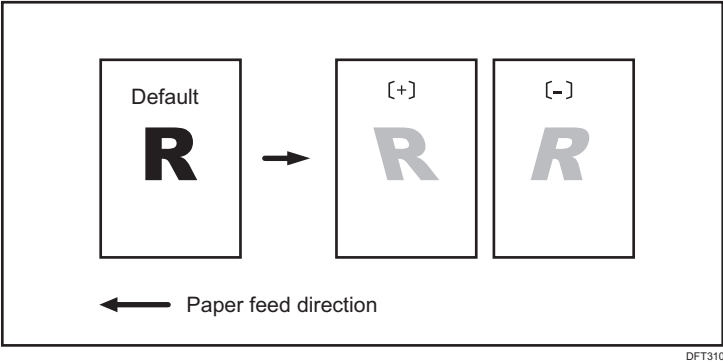 Default
R
[+]
R
[-]
R
Paper feed direction
DFT310